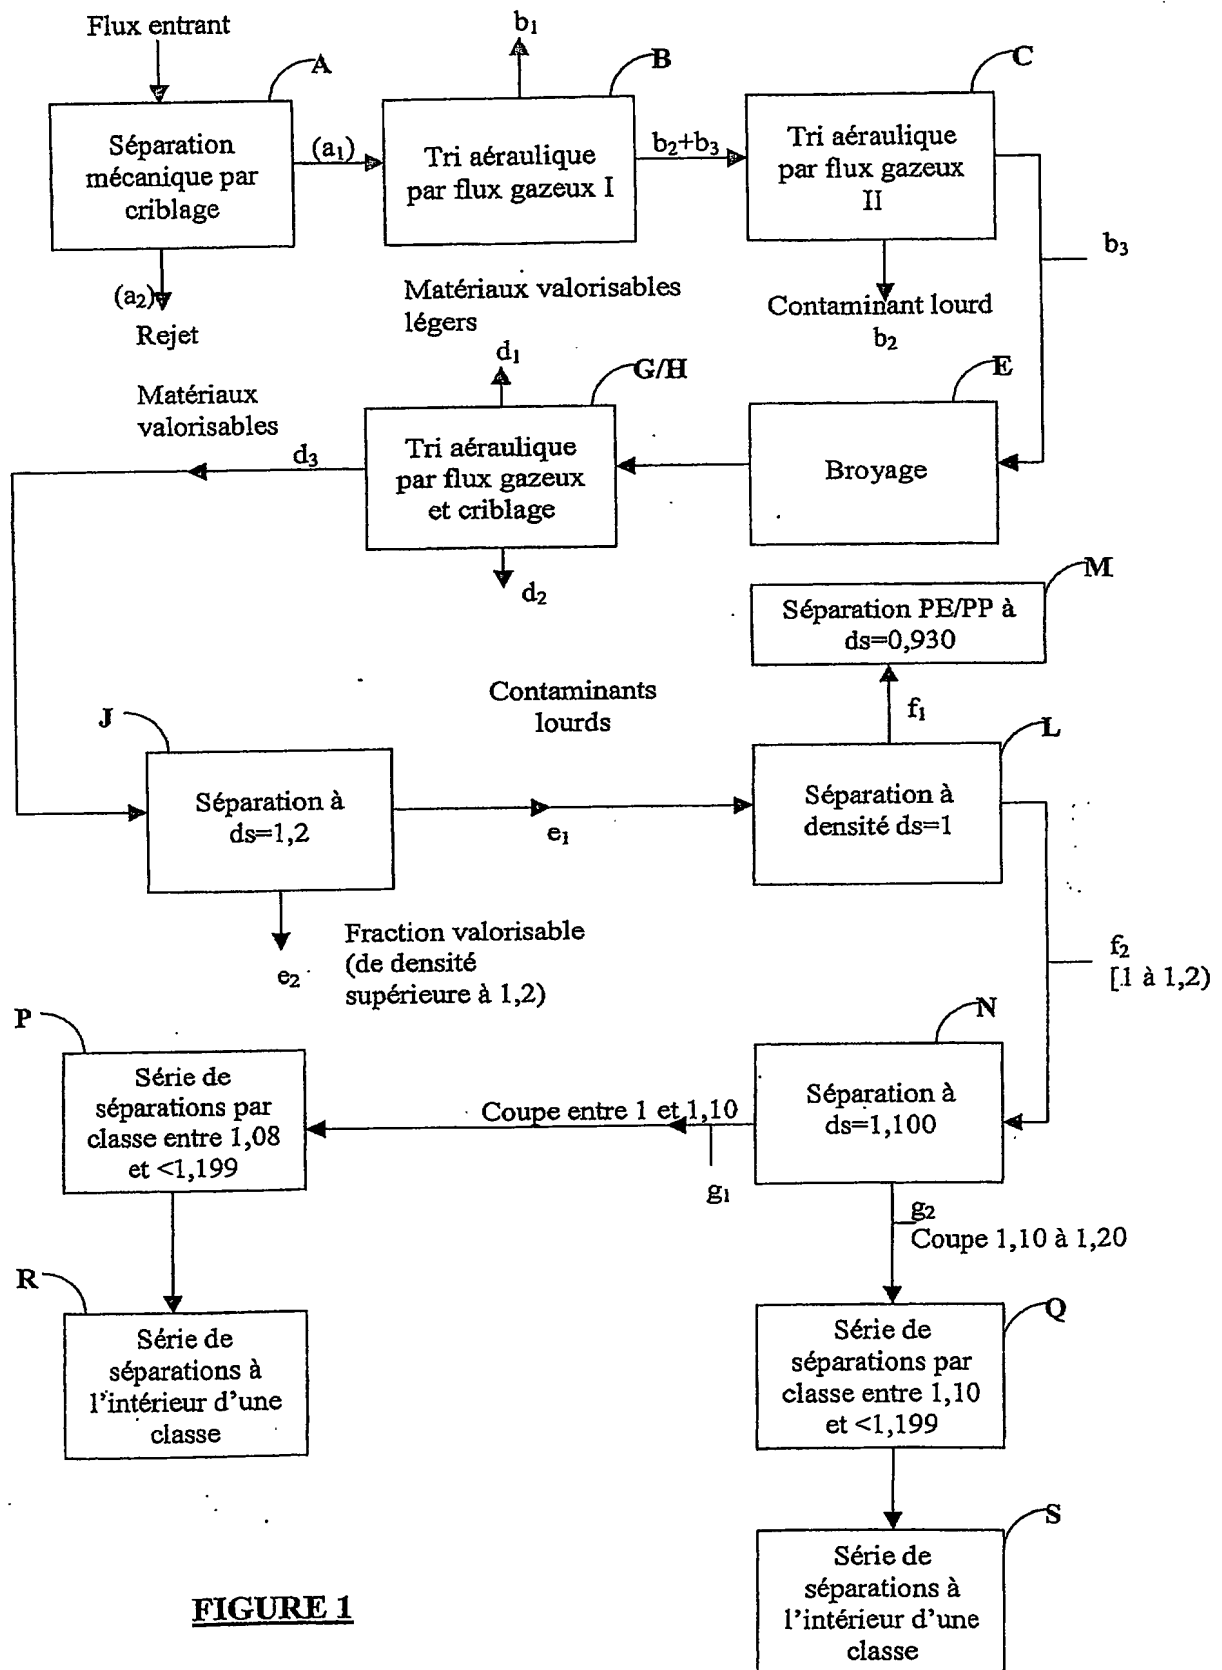 Flux entrant
A
Séparation
mécanique par
criblage
(a1)
(a2)
Rejet
b1
B
Tri aéraulique
par flux gazeux I
b2+b3
C
Tri aéraulique
par flux gazeux
II
b3
Contaminant lourd
b2
Matériaux valorisables
légers
d1
G/H
Tri aéraulique
par flux gazeux
et criblage
d2
E
Broyage
Matériaux
valorisables
d3
M
Séparation PE/PP à
ds=0,930
f1
Contaminants
lourds
J
Séparation à
ds=1,2
e1
L
Séparation à
densité ds=1
e2
Fraction valorisable
(de densité
supérieure à 1,2)
f2
[1 à 1,2)
N
Séparation à
ds=1,100
Coupe entre 1 et 1,10
g1
g2
Coupe 1,10 à 1,20
P
Série de
séparations par
classe entre 1,08
et <1,199
R
Série de
séparations à
l'intérieur d'une
classe
Q
Série de
séparations par
classe entre 1,10
et <1,199
S
Série de
séparations à
l'intérieur d'une
classe
FIGURE 1